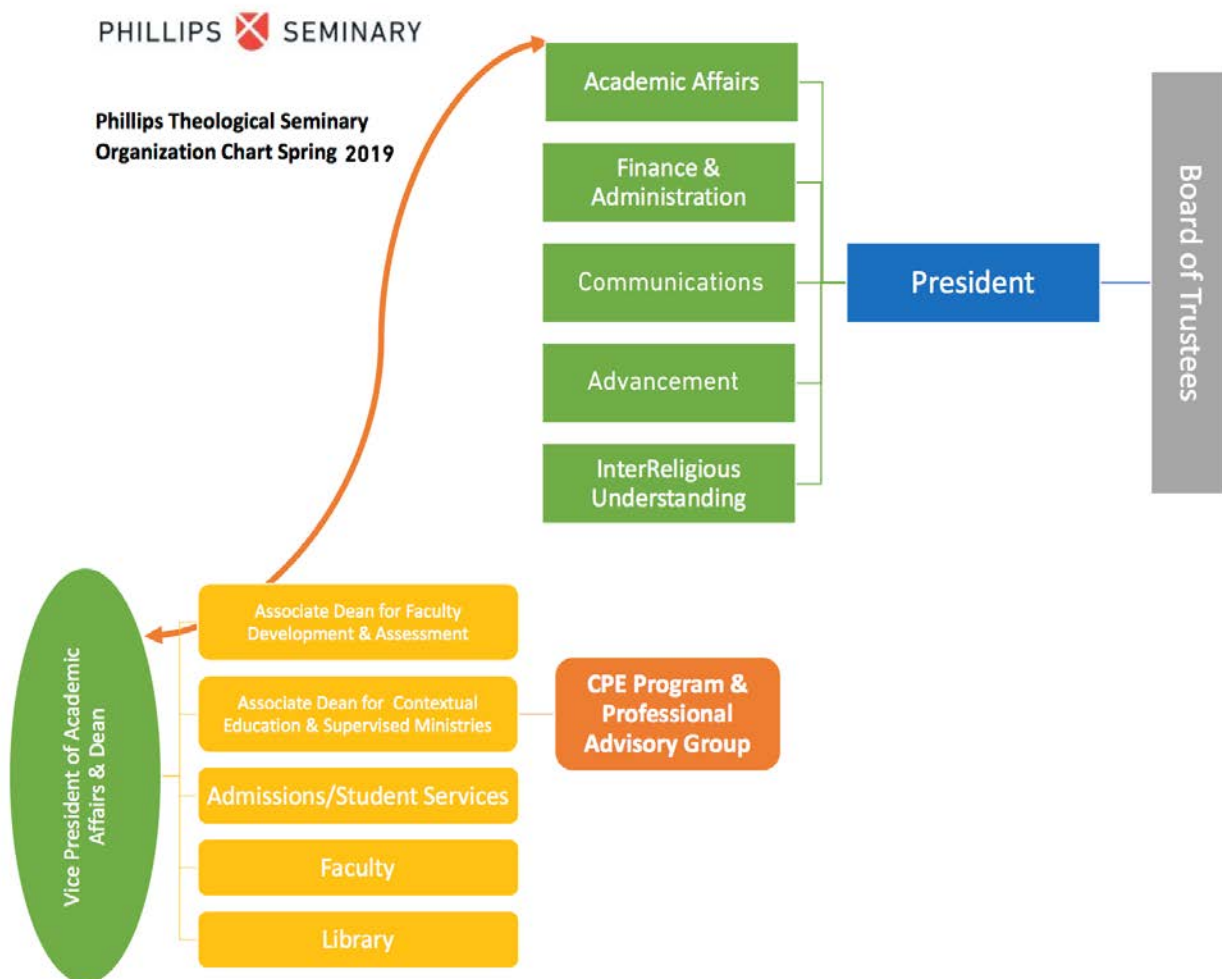 PHILLIPS SEMINARY
Phillips Theological Seminary
Organization Chart Spring 2019
Academic Affairs
Finance &
Administration
Communications
Advancement
InterReligious
Understanding
President
Board of Trustees
Vice President of Academic
Affairs & Dean
Associate Dean for Faculty
Development & Assessment
Associate Dean for Contextual
Education & Supervised Ministries
CPE Program &
Professional
Advisory Group
Admissions/Student Services
Faculty
Library